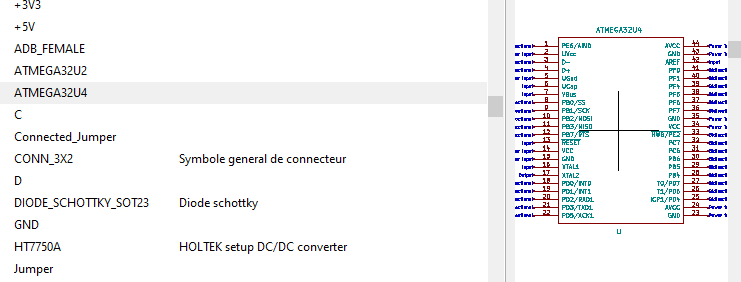 +3V3
+5V
ADB_FEMALE
ATMEGA32U2
ATMEGA32U4
C
Connected_Jumper
CONN_3X2 Symbole general de connecteur
D
DIODE_SCHOTTKY_SOT23 Diode schottky
GND
HT7750A HOLTEK setup DC/DC converter
Jumper
ATMEGA32U4
1 PE6/AIN0 AVCC 44
2 UVcc GND 43
3 D- AREF 42
4 D+ PF0 41
5 UGnd PF1 40
6 UCap PF4 39
7 VBus PF5 38
8 PB0/SS PF6 37
9 PB1/SCK PF7 36
10 PB2/MOSI GND 35
11 PB3/MISO VCC 34
12 PB7/RTS HWB/PE2 33
13 RESET PC7 32
14 VCC PC6 31
15 GND PB6 30
16 XTAL1 PB5 29
17 XTAL2 PB4 28
18 PD0/INT0 T0/PD7 27
19 PD1/INT1 T1/PD6 26
20 PD2/RXD1 ICP1/PD4 25
21 PD3/TXD1 AVCC 24
22 PD5/XCK1 GND 23
U